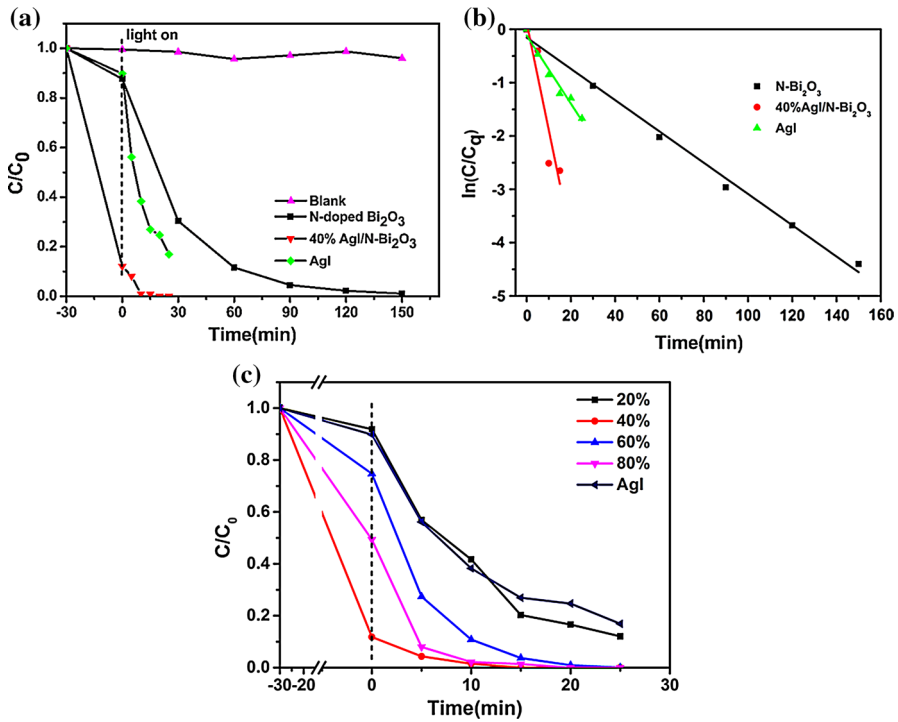 (a)
light on
1.0
0.8
0.6
0.4
0.2
0.0
C/C₀
-30 0 30 60 90 120 150
Time(min)
Blank
N-doped Bi₂O₃
40% AgI/N-Bi₂O₃
AgI
(b)
0
-1
-2
-3
-4
-5
ln(C/Cq)
0 20 40 60 80 100 120 140 160
Time(min)
N-Bi₂O₃
40%AgI/N-Bi₂O₃
AgI
(c)
1.0
0.8
0.6
0.4
0.2
0.0
C/C₀
-30 -20 0 10 20 30
Time(min)
20%
40%
60%
80%
AgI